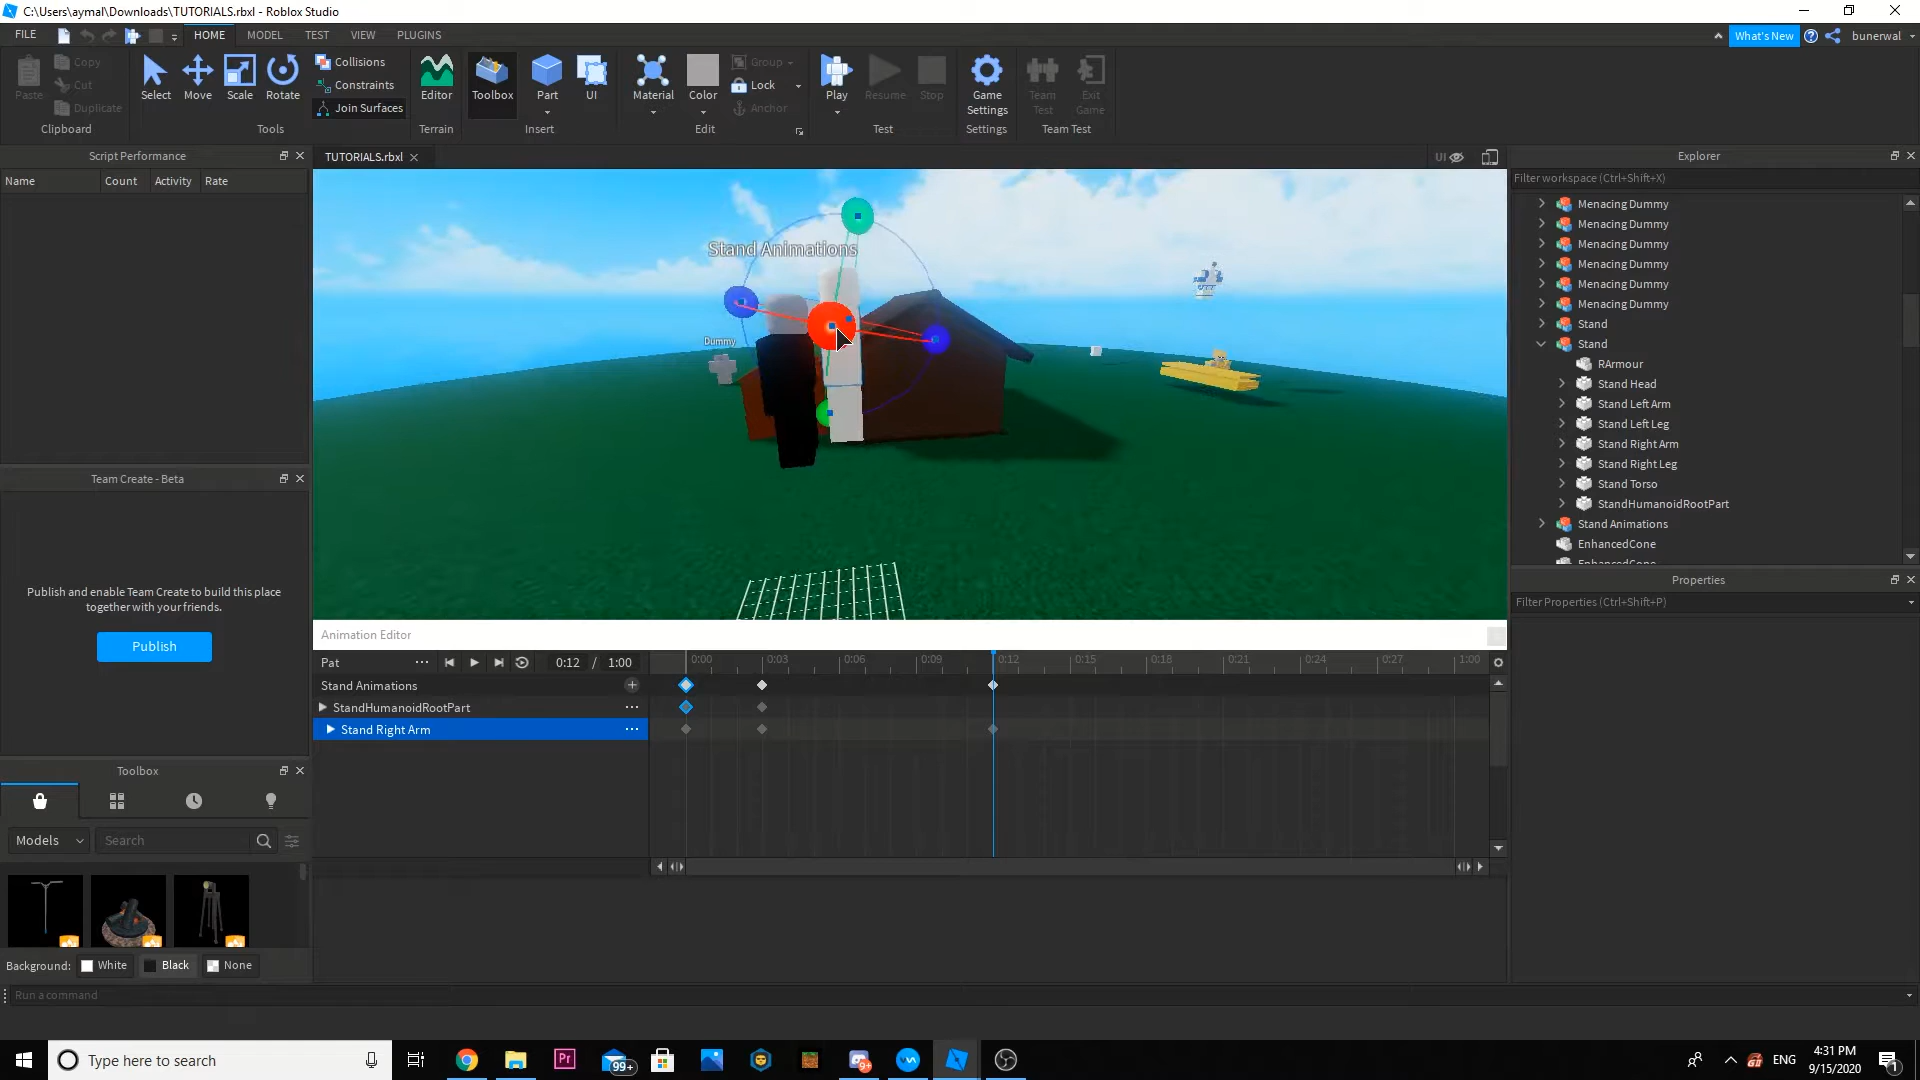 C:\Users\aymal\Downloads\TUTORIALS.rbxl - Roblox Studio
FILE HOME MODEL TEST VIEW PLUGINS What's New bunerwal
Paste Copy Cut Duplicate Clipboard
Select Move Scale Rotate Collisions Constraints Join Surfaces Tools
Editor Terrain
Toolbox Part UI Insert
Material Color Group Lock Anchor Edit
Play Resume Stop Test
Game Settings Settings
Team Test Exit Game Team Test
Script Performance
Name Count Activity Rate
Team Create - Beta
Publish and enable Team Create to build this place
together with your friends.
Publish
Toolbox
Models Search
Background: White Black None
Run a command
TUTORIALS.rbxl
UI
Stand Animations
Dummy
Animation Editor
Pat 0:12 / 1:00 0:00 0:03 0:06 0:09 0:12 0:15 0:18 0:21 0:24 0:27 1:00
Stand Animations
StandHumanoidRootPart
Stand Right Arm
Explorer
Filter workspace (Ctrl+Shift+X)
Menacing Dummy
Menacing Dummy
Menacing Dummy
Menacing Dummy
Menacing Dummy
Menacing Dummy
Stand
Stand
RArmour
Stand Head
Stand Left Arm
Stand Left Leg
Stand Right Arm
Stand Right Leg
Stand Torso
StandHumanoidRootPart
Stand Animations
EnhancedCone
EnhancedCone
Properties
Filter Properties (Ctrl+Shift+P)
Type here to search
Pr
99+
ENG
4:31 PM
9/15/2020
1